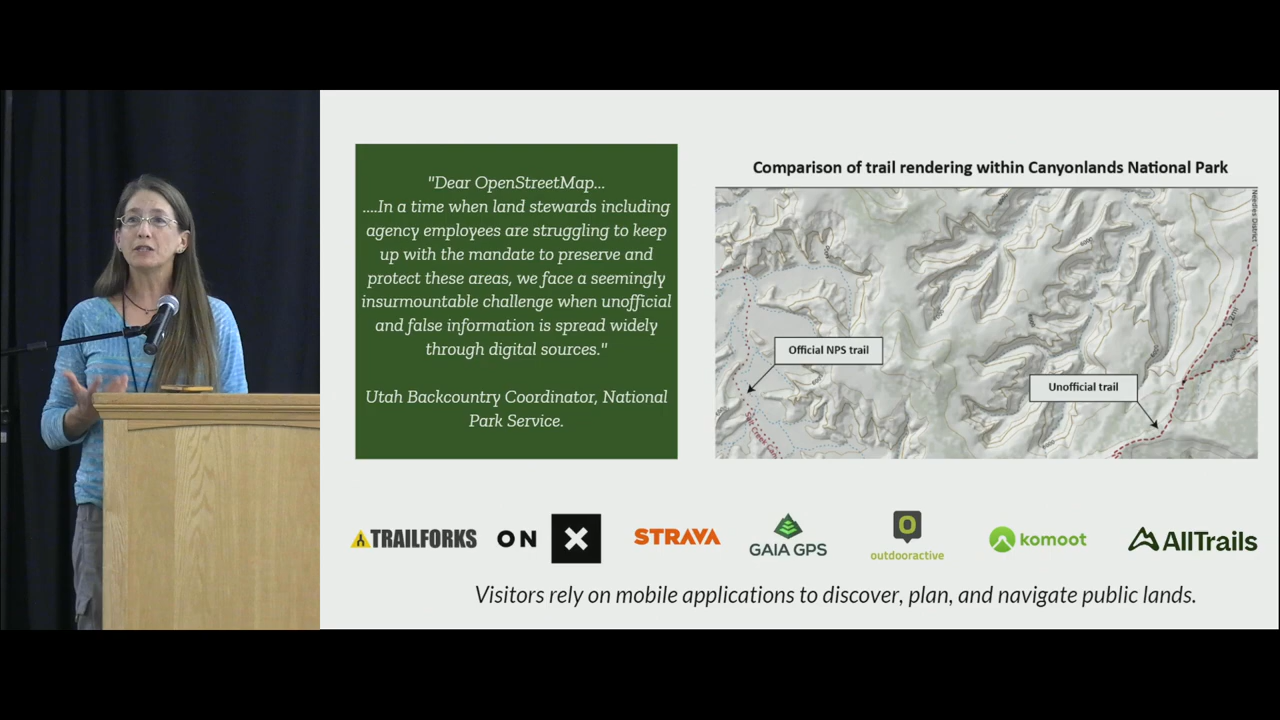 "Dear OpenStreetMap...
....In a time when land stewards including
agency employees are struggling to keep
up with the mandate to preserve and
protect these areas, we face a seemingly
insurmountable challenge when unofficial
and false information is spread widely
through digital sources."
Utah Backcountry Coordinator, National
Park Service.
Comparison of trail rendering within Canyonlands National Park
Needles District
6000
Official NPS trail
Unofficial trail
TRAILFORKS
ON X
STRAVA
GAIA GPS
outdooractive
komoot
AllTrails
Visitors rely on mobile applications to discover, plan, and navigate public lands.